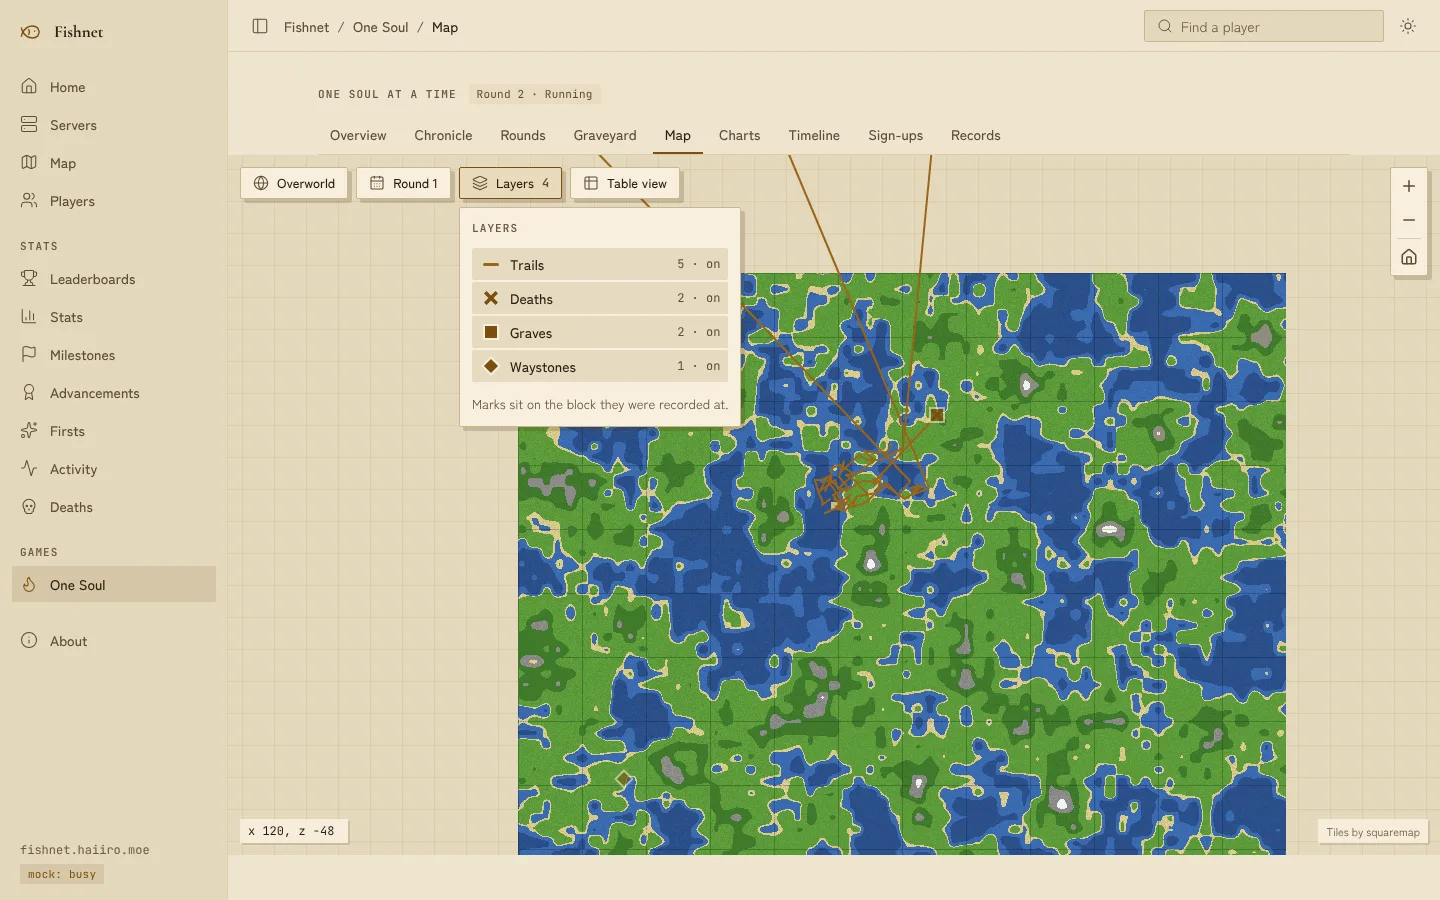 Fishnet
Home
Servers
Map
Players
STATS
Leaderboards
Stats
Milestones
Advancements
Firsts
Activity
Deaths
GAMES
One Soul
About
fishnet.haiiro.moe
mock: busy
Fishnet / One Soul / Map
Find a player
ONE SOUL AT A TIME
Round 2 · Running
Overview
Chronicle
Rounds
Graveyard
Map
Charts
Timeline
Sign-ups
Records
Overworld
Round 1
Layers 4
Table view
LAYERS
Trails 5 · on
Deaths 2 · on
Graves 2 · on
Waystones 1 · on
Marks sit on the block they were recorded at.
x 120, z -48
Tiles by squaremap